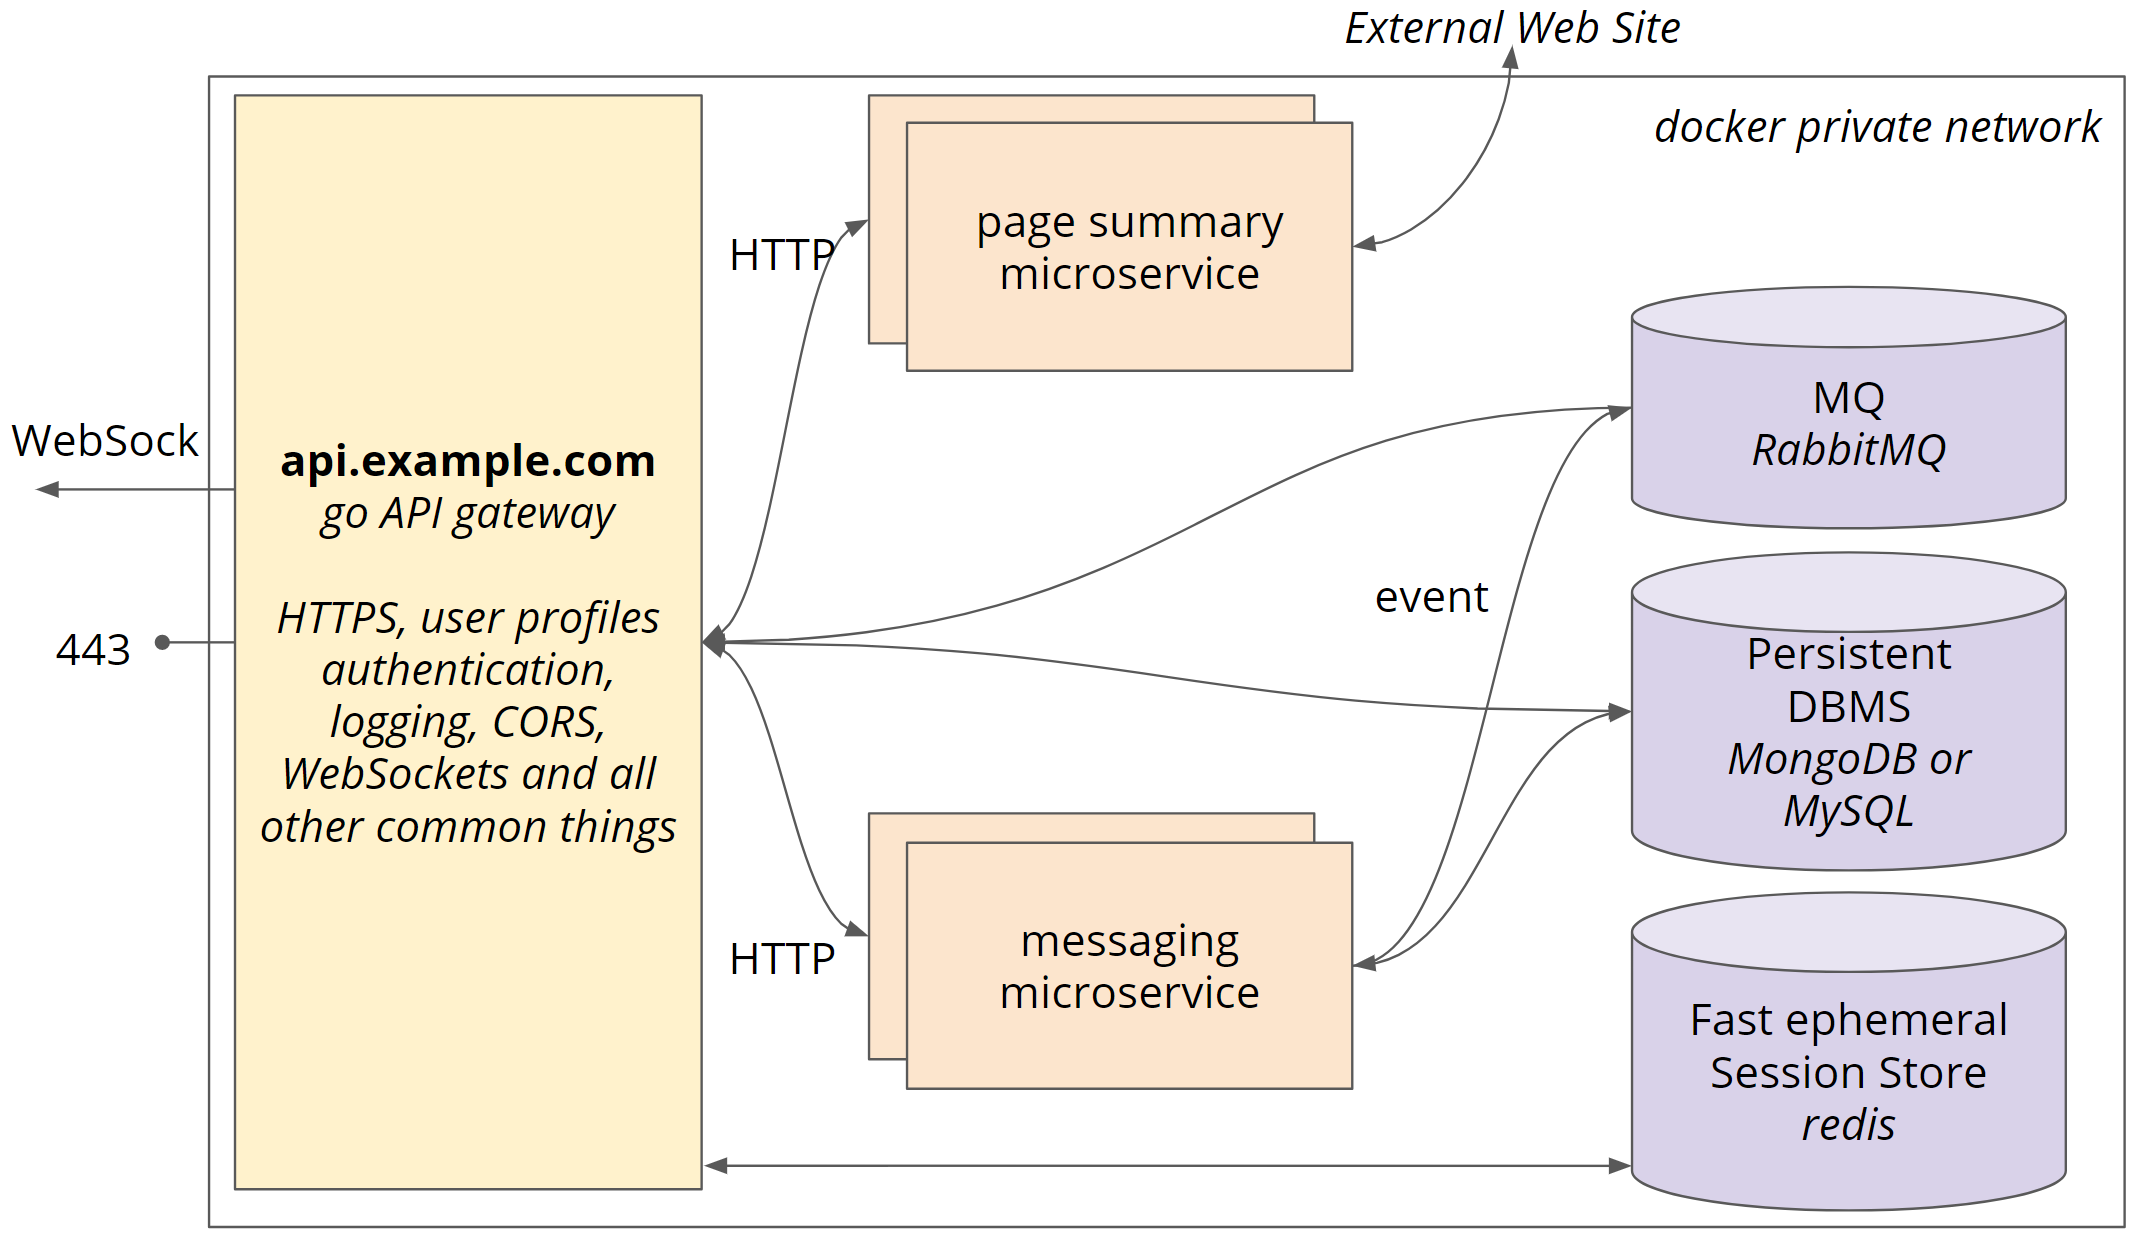 External Web Site
docker private network
page summary
microservice
HTTP
WebSock
api.example.com
go API gateway
HTTPS, user profiles
authentication,
logging, CORS,
WebSockets and all
other common things
443
MQ
RabbitMQ
event
Persistent
DBMS
MongoDB or
MySQL
HTTP
messaging
microservice
Fast ephemeral
Session Store
redis